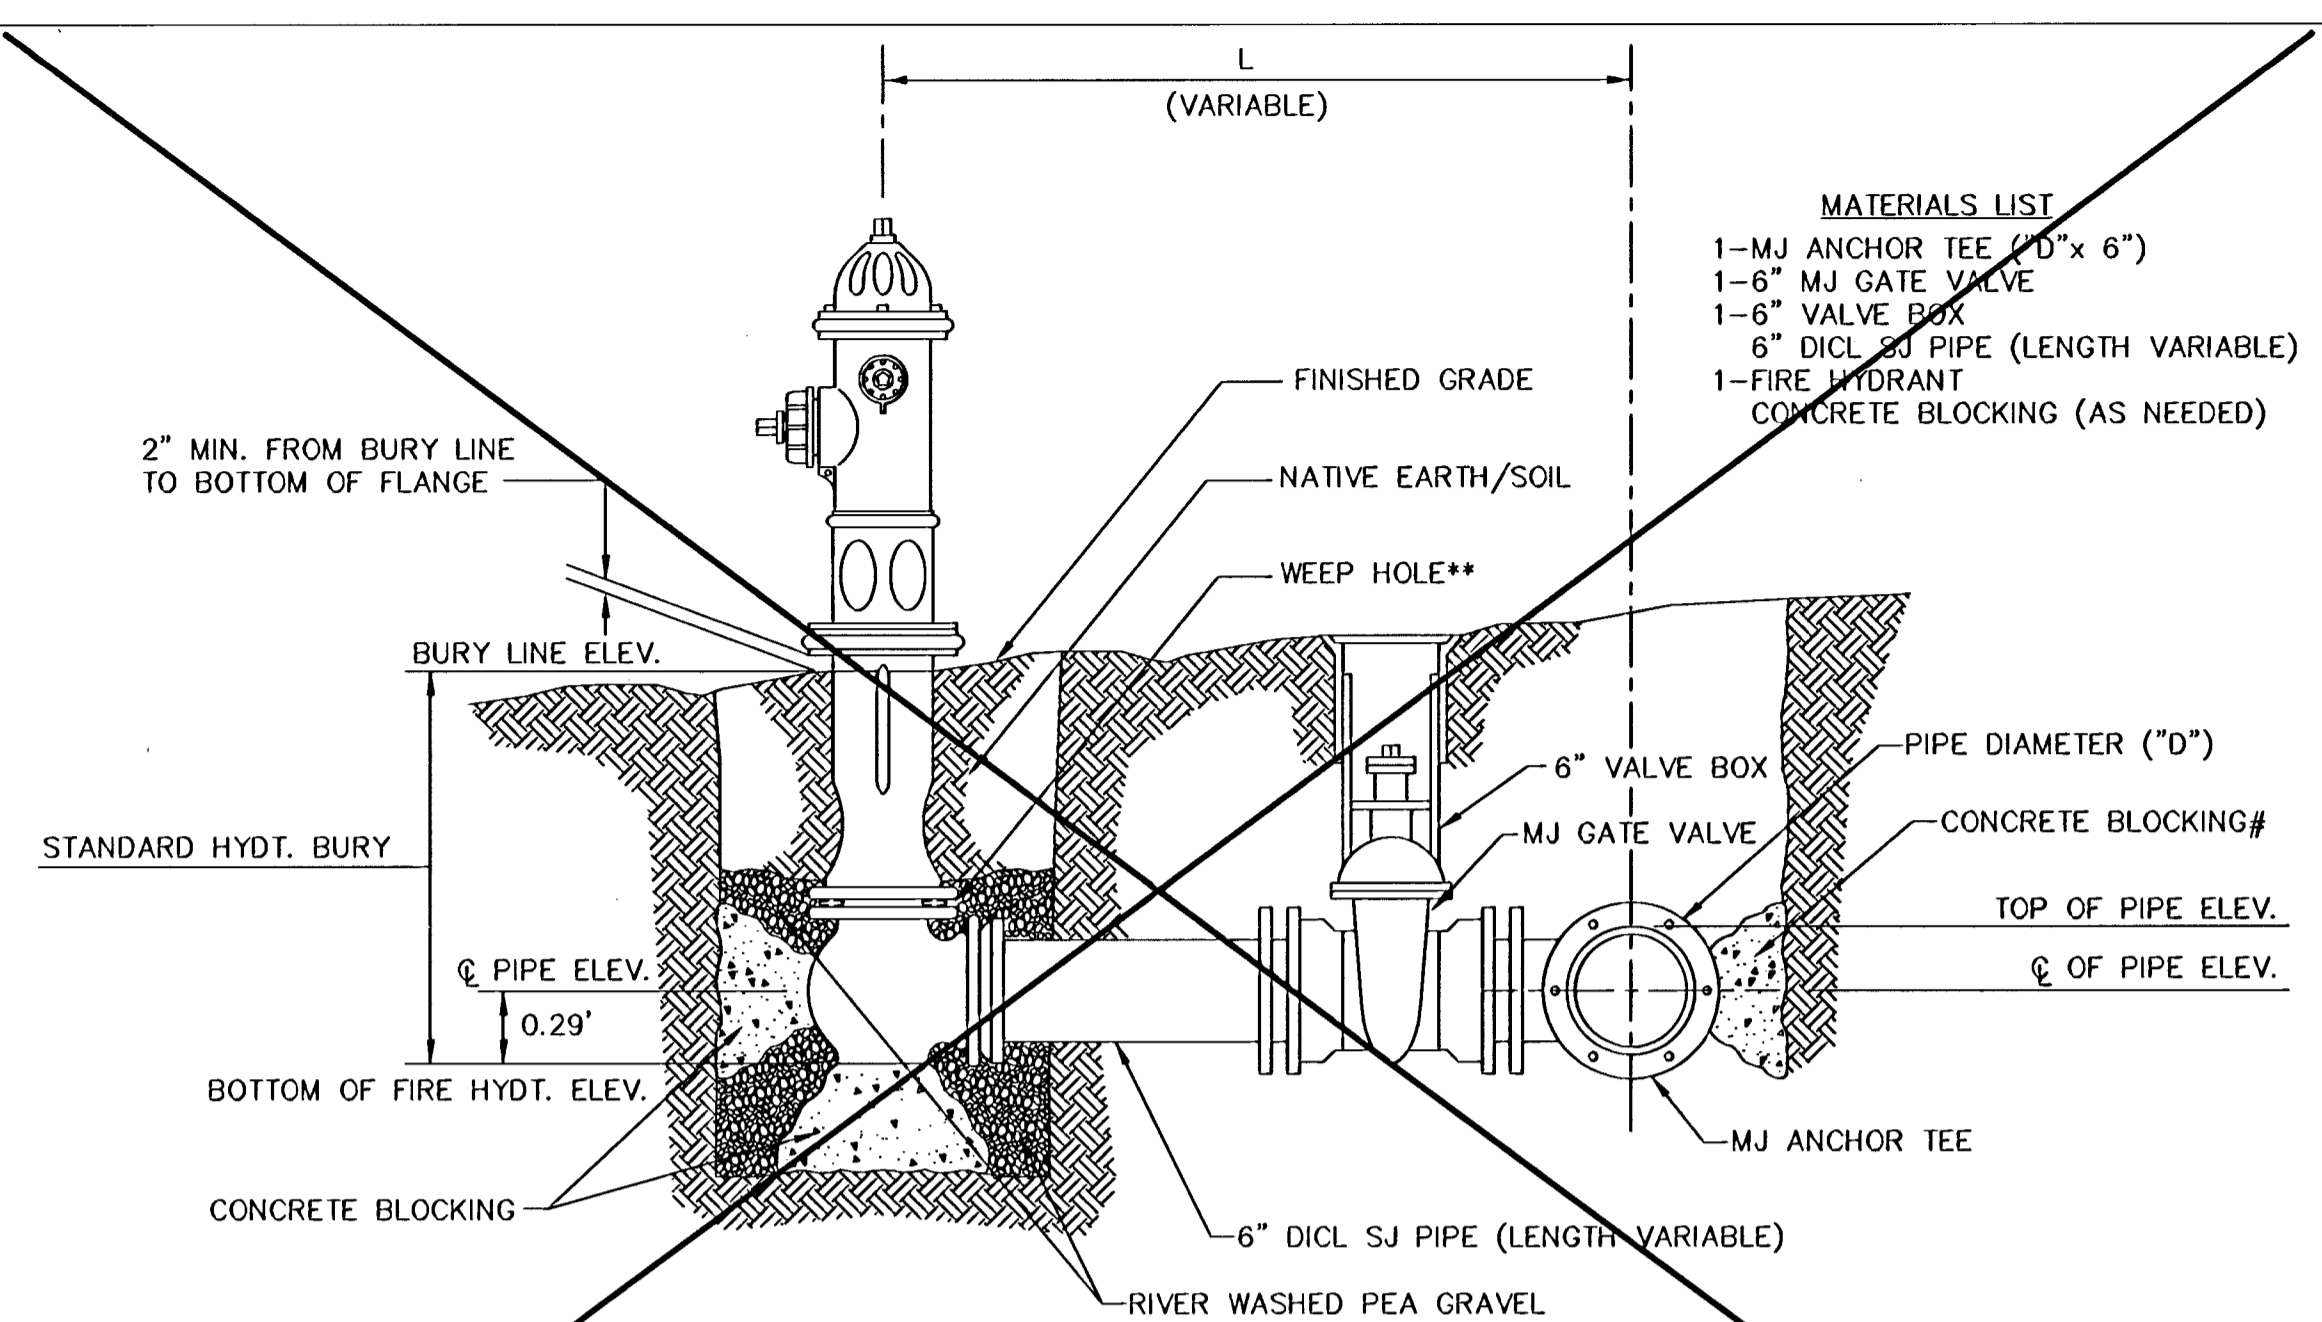 L
(VARIABLE)
MATERIALS LIST
1-MJ ANCHOR TEE ("D"x 6")
1-6" MJ GATE VALVE
1-6" VALVE BOX
6" DICL SJ PIPE (LENGTH VARIABLE)
1-FIRE HYDRANT
CONCRETE BLOCKING (AS NEEDED)
FINISHED GRADE
2" MIN. FROM BURY LINE
TO BOTTOM OF FLANGE
NATIVE EARTH/SOIL
WEEP HOLE**
BURY LINE ELEV.
PIPE DIAMETER ("D")
6" VALVE BOX
CONCRETE BLOCKING#
MJ GATE VALVE
STANDARD HYDT. BURY
TOP OF PIPE ELEV.
℄ PIPE ELEV.
℄ OF PIPE ELEV.
0.29'
BOTTOM OF FIRE HYDT. ELEV.
MJ ANCHOR TEE
CONCRETE BLOCKING
6" DICL SJ PIPE (LENGTH VARIABLE)
RIVER WASHED PEA GRAVEL